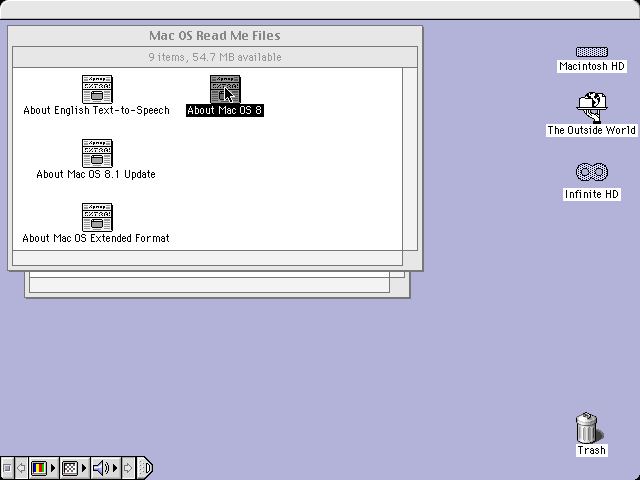 Mac OS Read Me Files
9 items, 54.7 MB available
About English Text-to-Speech
About Mac OS 8
About Mac OS 8.1 Update
About Mac OS Extended Format
Macintosh HD
The Outside World
Infinite HD
Trash